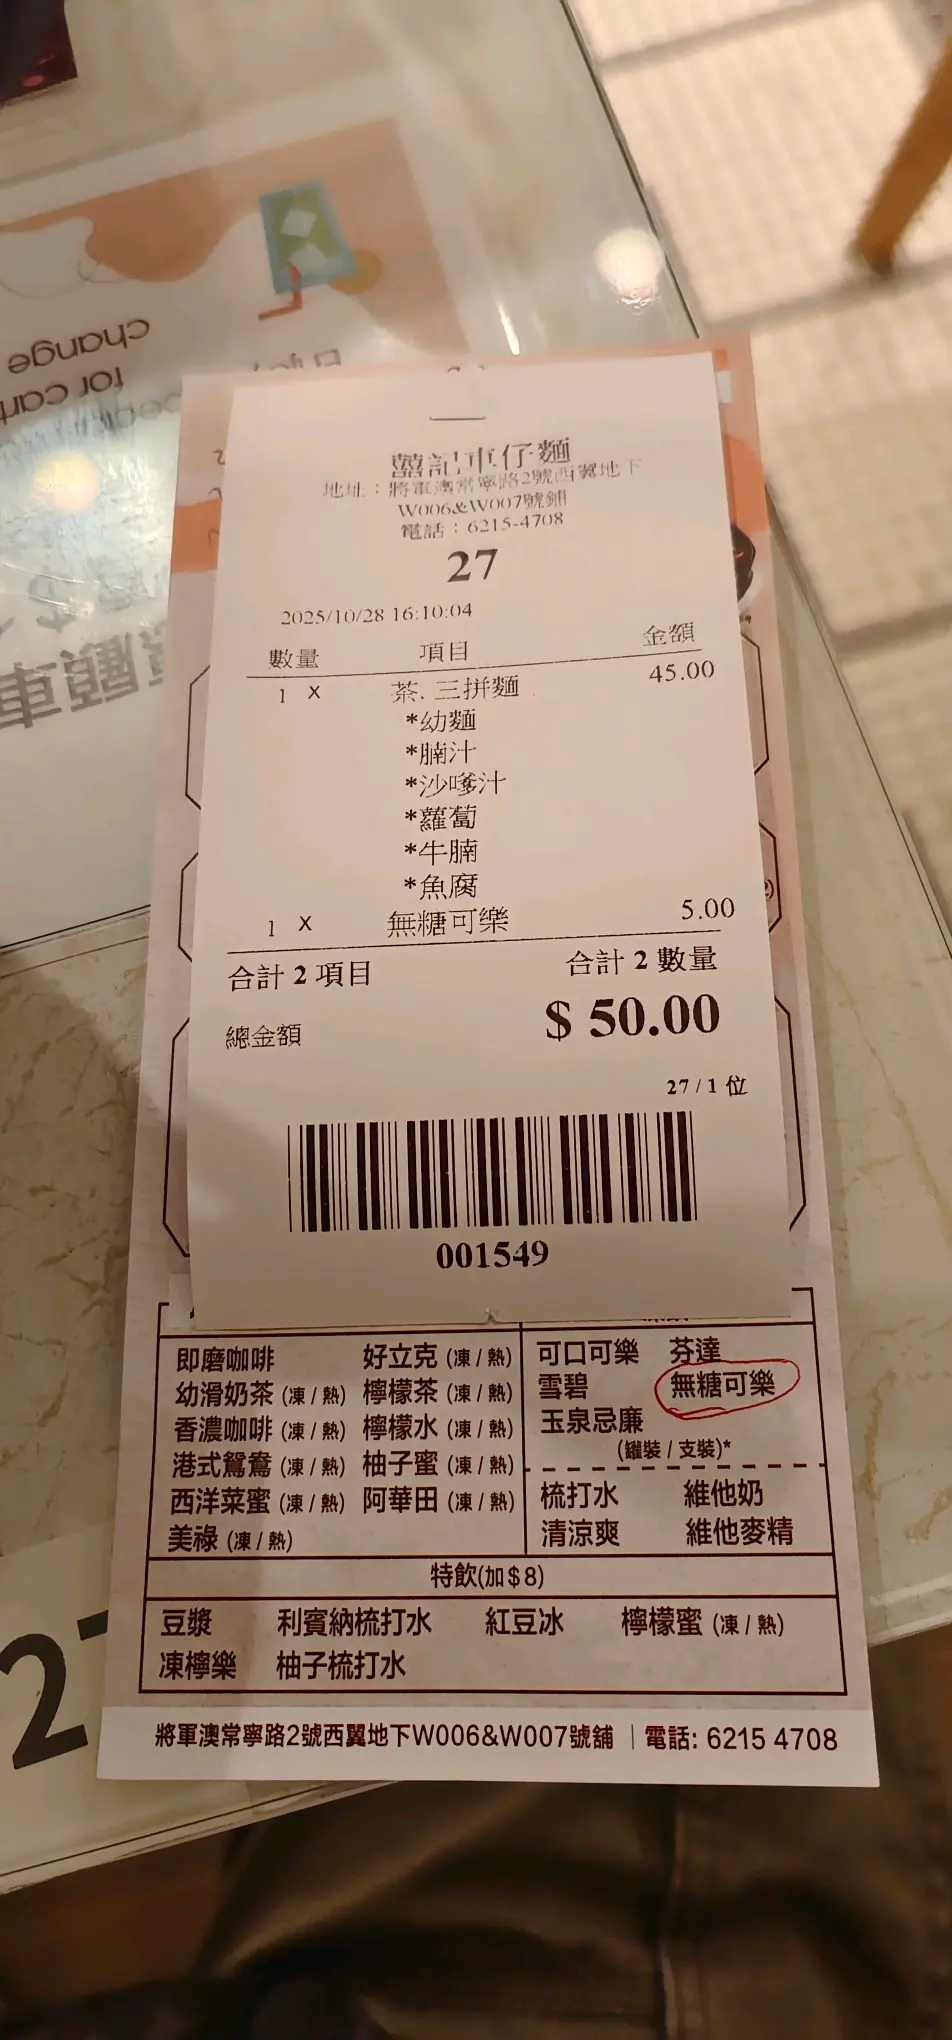 change
for
囍記車仔麵
地址：將軍澳常寧路2號西翼地下
W006&W007號鋪
電話：6215-4708
27
2025/10/28 16:10:04
數量 項目 金額
1 X 茶. 三拼麵 45.00
*幼麵
*腩汁
*沙嗲汁
*蘿蔔
*牛腩
*魚腐
1 X 無糖可樂 5.00
合計 2 項目 合計 2 數量
總金額 $ 50.00
27 / 1 位
001549
即磨咖啡 好立克 (凍 / 熱)
幼滑奶茶 (凍 / 熱) 檸檬茶 (凍 / 熱)
香濃咖啡 (凍 / 熱) 檸檬水 (凍 / 熱)
港式鴛鴦 (凍 / 熱) 柚子蜜 (凍 / 熱)
西洋菜蜜 (凍 / 熱) 阿華田 (凍 / 熱)
美祿 (凍 / 熱)
可口可樂 芬達
雪碧 無糖可樂
玉泉忌廉
(罐裝 / 支裝)*
梳打水 維他奶
清涼爽 維他麥精
特飲(加$8)
豆漿 利賓納梳打水 紅豆冰 檸檬蜜 (凍 / 熱)
凍檸樂 柚子梳打水
將軍澳常寧路2號西翼地下W006&W007號舖 | 電話: 6215 4708